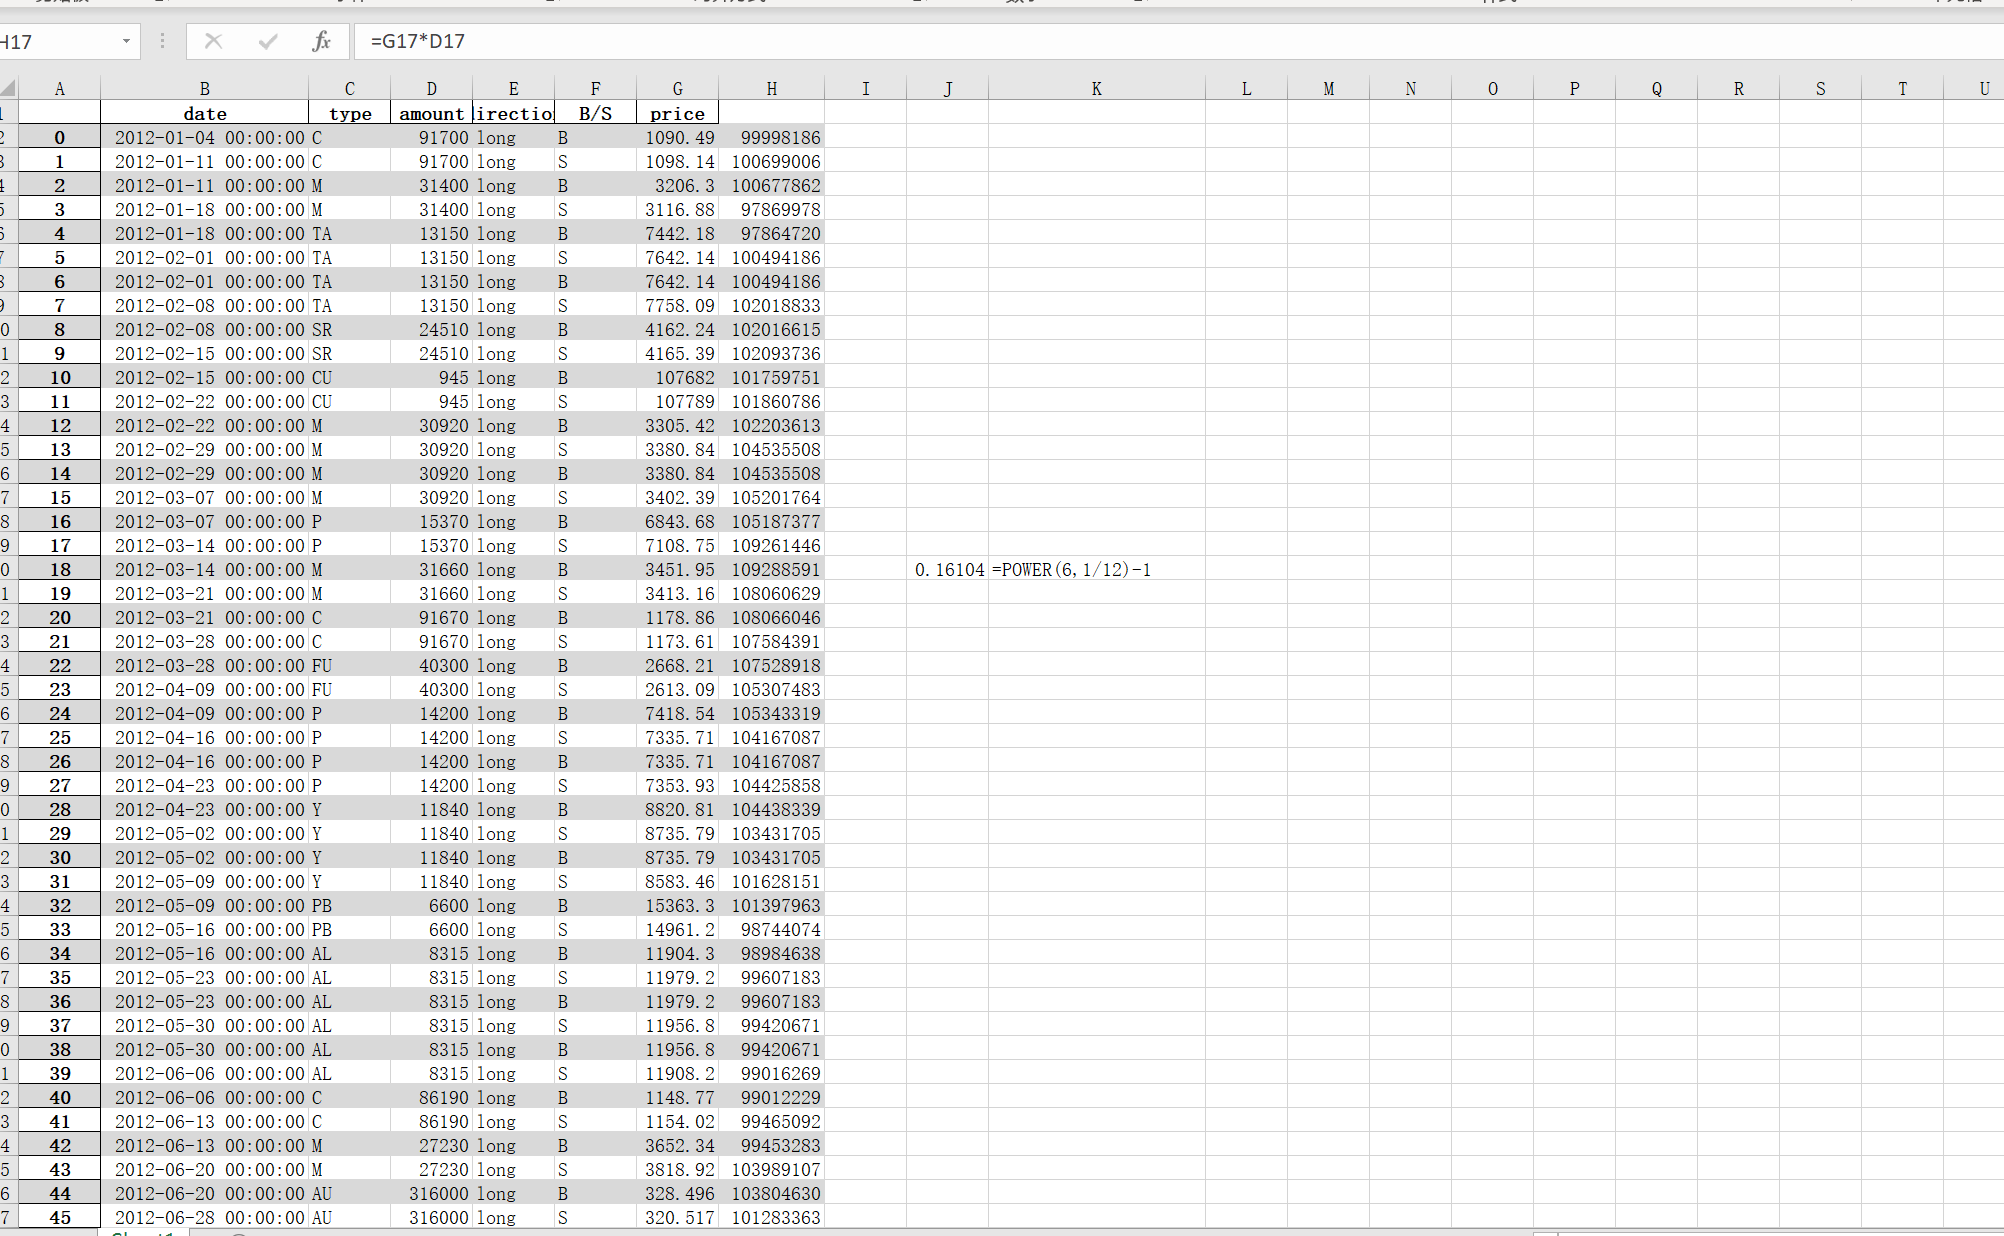 H17 fx =G17*D17
A B C D E F G H I J K L M N O P Q R S T U
date type amount irectio B/S price
0 2012-01-04 00:00:00 C 91700 long B 1090.49 99998186
1 2012-01-11 00:00:00 C 91700 long S 1098.14 100699006
2 2012-01-11 00:00:00 M 31400 long B 3206.3 100677862
3 2012-01-18 00:00:00 M 31400 long S 3116.88 97869978
4 2012-01-18 00:00:00 TA 13150 long B 7442.18 97864720
5 2012-02-01 00:00:00 TA 13150 long S 7642.14 100494186
6 2012-02-01 00:00:00 TA 13150 long B 7642.14 100494186
7 2012-02-08 00:00:00 TA 13150 long S 7758.09 102018833
8 2012-02-08 00:00:00 SR 24510 long B 4162.24 102016615
9 2012-02-15 00:00:00 SR 24510 long S 4165.39 102093736
10 2012-02-15 00:00:00 CU 945 long B 107682 101759751
11 2012-02-22 00:00:00 CU 945 long S 107789 101860786
12 2012-02-22 00:00:00 M 30920 long B 3305.42 102203613
13 2012-02-29 00:00:00 M 30920 long S 3380.84 104535508
14 2012-02-29 00:00:00 M 30920 long B 3380.84 104535508
15 2012-03-07 00:00:00 M 30920 long S 3402.39 105201764
16 2012-03-07 00:00:00 P 15370 long B 6843.68 105187377
17 2012-03-14 00:00:00 P 15370 long S 7108.75 109261446
18 2012-03-14 00:00:00 M 31660 long B 3451.95 109288591 0.16104 =POWER(6,1/12)-1
19 2012-03-21 00:00:00 M 31660 long S 3413.16 108060629
20 2012-03-21 00:00:00 C 91670 long B 1178.86 108066046
21 2012-03-28 00:00:00 C 91670 long S 1173.61 107584391
22 2012-03-28 00:00:00 FU 40300 long B 2668.21 107528918
23 2012-04-09 00:00:00 FU 40300 long S 2613.09 105307483
24 2012-04-09 00:00:00 P 14200 long B 7418.54 105343319
25 2012-04-16 00:00:00 P 14200 long S 7335.71 104167087
26 2012-04-16 00:00:00 P 14200 long B 7335.71 104167087
27 2012-04-23 00:00:00 P 14200 long S 7353.93 104425858
28 2012-04-23 00:00:00 Y 11840 long B 8820.81 104438339
29 2012-05-02 00:00:00 Y 11840 long S 8735.79 103431705
30 2012-05-02 00:00:00 Y 11840 long B 8735.79 103431705
31 2012-05-09 00:00:00 Y 11840 long S 8583.46 101628151
32 2012-05-09 00:00:00 PB 6600 long B 15363.3 101397963
33 2012-05-16 00:00:00 PB 6600 long S 14961.2 98744074
34 2012-05-16 00:00:00 AL 8315 long B 11904.3 98984638
35 2012-05-23 00:00:00 AL 8315 long S 11979.2 99607183
36 2012-05-23 00:00:00 AL 8315 long B 11979.2 99607183
37 2012-05-30 00:00:00 AL 8315 long S 11956.8 99420671
38 2012-05-30 00:00:00 AL 8315 long B 11956.8 99420671
39 2012-06-06 00:00:00 AL 8315 long S 11908.2 99016269
40 2012-06-06 00:00:00 C 86190 long B 1148.77 99012229
41 2012-06-13 00:00:00 C 86190 long S 1154.02 99465092
42 2012-06-13 00:00:00 M 27230 long B 3652.34 99453283
43 2012-06-20 00:00:00 M 27230 long S 3818.92 103989107
44 2012-06-20 00:00:00 AU 316000 long B 328.496 103804630
45 2012-06-28 00:00:00 AU 316000 long S 320.517 101283363